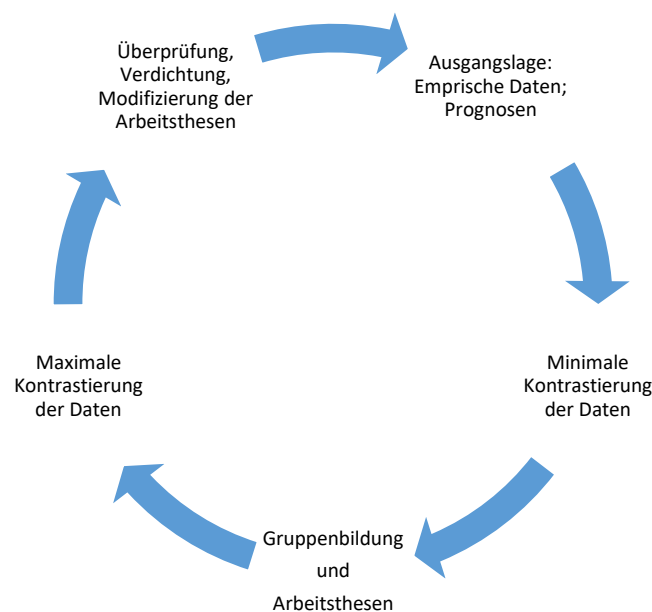 Überprüfung,
Verdichtung,
Modifizierung der
Arbeitsthesen
Ausgangslage:
Emprische Daten;
Prognosen
Minimale
Kontrastierung
der Daten
Gruppenbildung
und
Arbeitsthesen
Maximale
Kontrastierung
der Daten